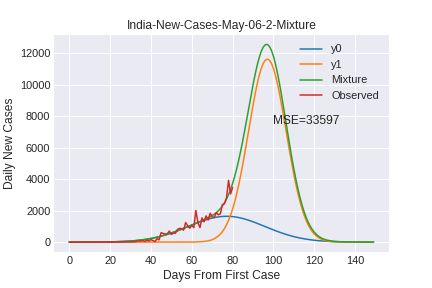 India-New-Cases-May-06-2-Mixture
12000
10000
8000
6000
4000
2000
0
Daily New Cases
y0
y1
Mixture
Observed
MSE=33597
0 20 40 60 80 100 120 140
Days From First Case